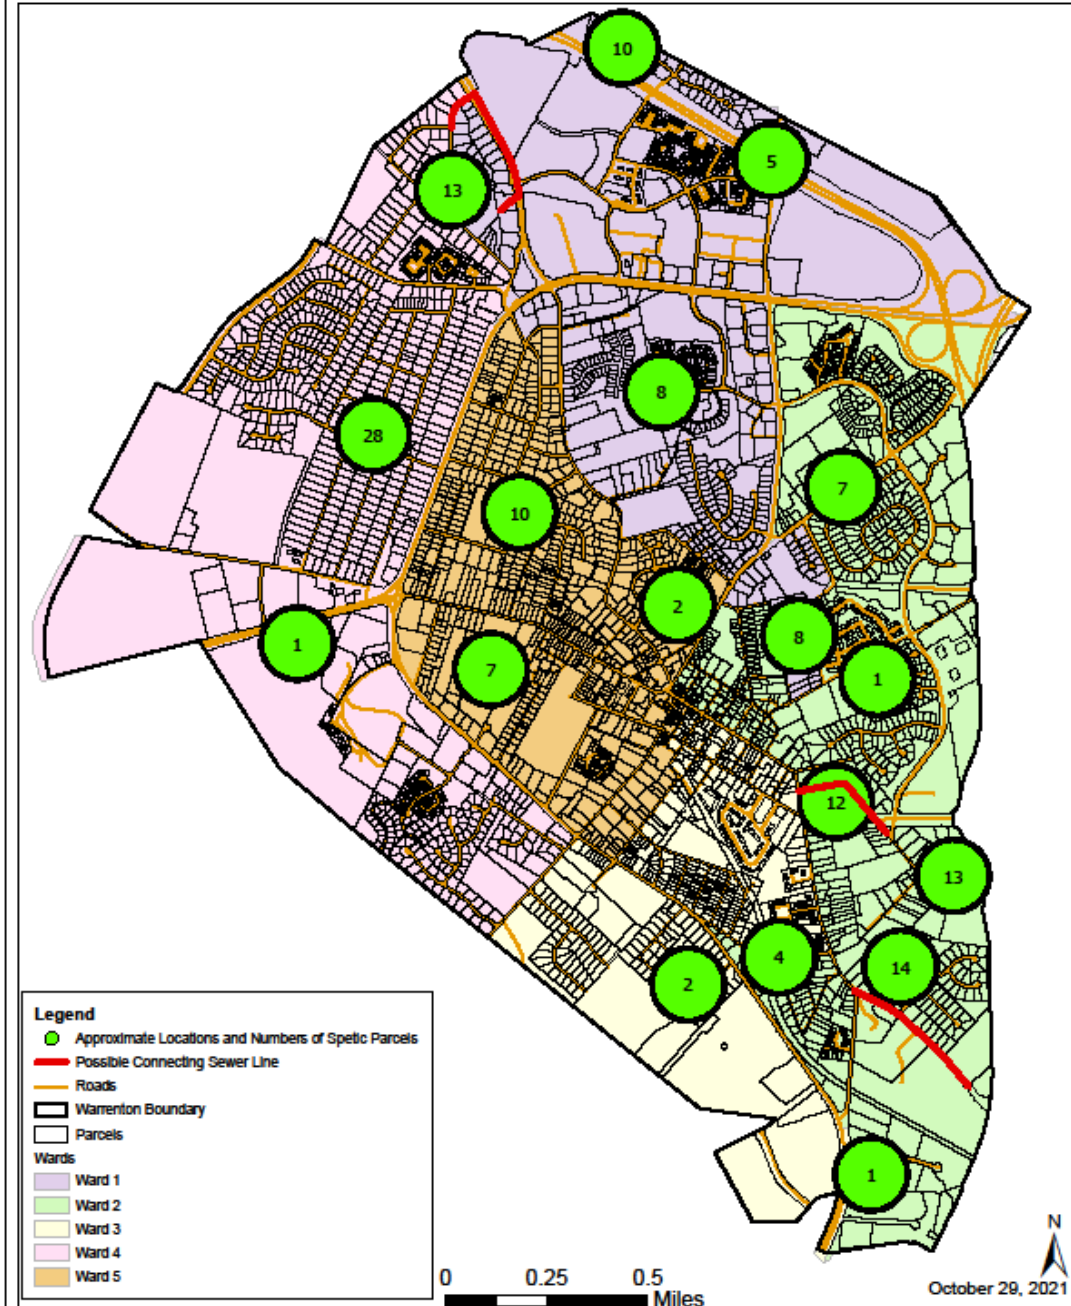 10
5
13
8
28
7
10
2
8
1
7
1
12
13
4
14
2
1
Legend
Approximate Locations and Numbers of Spetic Parcels
Possible Connecting Sewer Line
Roads
Warrenton Boundary
Parcels
Wards
Ward 1
Ward 2
Ward 3
Ward 4
Ward 5
0 0.25 0.5
Miles
N
October 29, 2021